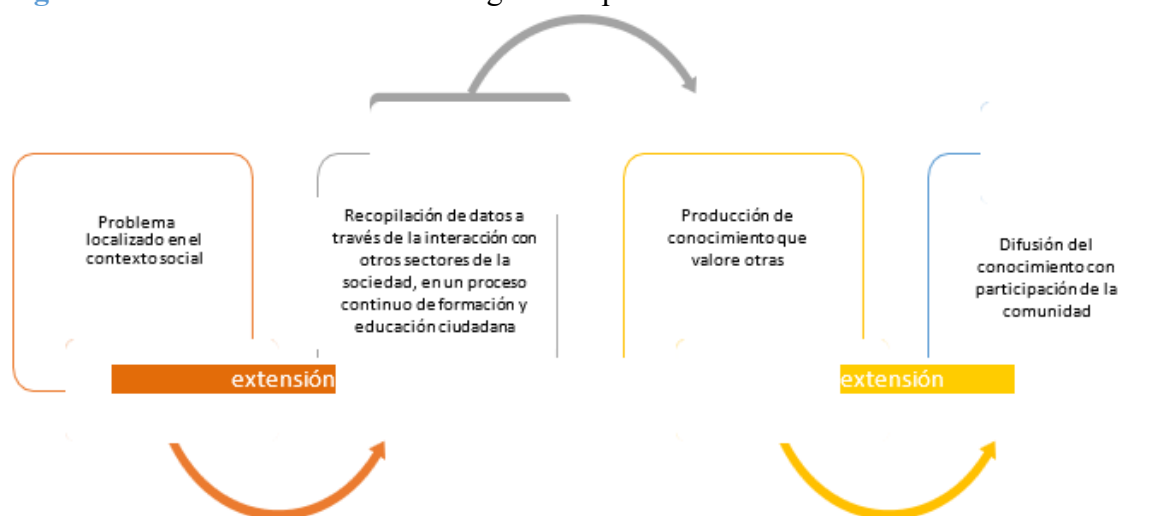 Problema
localizado en el
contexto social
Recopilación de datos a
través de la interacción con
otros sectores de la
sociedad, en un proceso
continuo de formación y
educación ciudadana
Producción de
conocimiento que
valore otras
Difusión del
conocimiento con
participación de la
comunidad
extensión
extensión